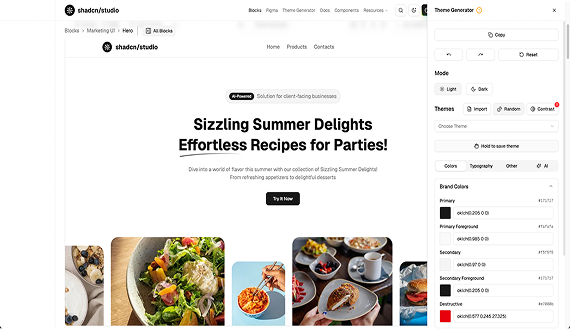 shadcn/studio
Blocks Figma Theme Generator Docs Components Resources
Blocks › Marketing UI › Hero All Blocks
shadcn/studio
Home Products Contacts
AI-Powered Solution for client-facing businesses
Sizzling Summer Delights
Effortless Recipes for Parties!
Dive into a world of flavor this summer with our collection of Sizzling Summer Delights!
From refreshing appetizers to delightful desserts
Try It Now
Theme Generator
Copy
Reset
Mode
Light Dark
Themes Import Random Contrast
Choose Theme
Hold to save theme
Colors Typography Other AI
Brand Colors
Primary #171717
oklch(0.205 0 0)
Primary Foreground #fafafa
oklch(0.985 0 0)
Secondary #f5f5f5
oklch(0.97 0 0)
Secondary Foreground #171717
oklch(0.205 0 0)
Destructive #e7000b
oklch(0.577 0.245 27.325)